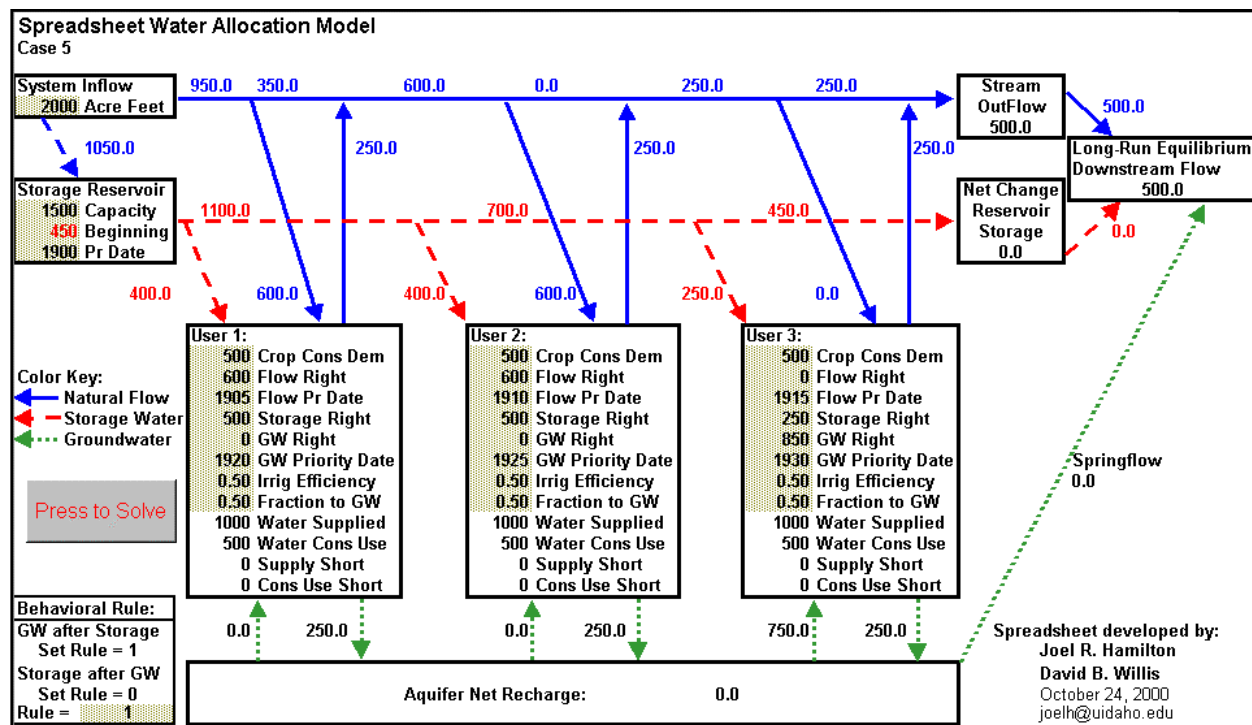 Spreadsheet Water Allocation Model
Case 5
System Inflow
2000 Acre Feet
950.0 350.0 600.0 0.0 250.0 250.0
Stream
OutFlow
500.0
500.0
1050.0
250.0
250.0
250.0
Long-Run Equilibrium
Downstream Flow
500.0
Storage Reservoir
1500 Capacity
450 Beginning
1900 Pr Date
1100.0 700.0 450.0
Net Change
Reservoir
Storage
0.0
0.0
400.0 600.0 400.0 600.0 250.0 0.0
Color Key:
Natural Flow
Storage Water
Groundwater
Press to Solve
User 1:
500 Crop Cons Dem
600 Flow Right
1905 Flow Pr Date
500 Storage Right
0 GW Right
1920 GW Priority Date
0.50 Irrig Efficiency
0.50 Fraction to GW
1000 Water Supplied
500 Water Cons Use
0 Supply Short
0 Cons Use Short
User 2:
500 Crop Cons Dem
600 Flow Right
1910 Flow Pr Date
500 Storage Right
0 GW Right
1925 GW Priority Date
0.50 Irrig Efficiency
0.50 Fraction to GW
1000 Water Supplied
500 Water Cons Use
0 Supply Short
0 Cons Use Short
User 3:
500 Crop Cons Dem
0 Flow Right
1915 Flow Pr Date
250 Storage Right
850 GW Right
1930 GW Priority Date
0.50 Irrig Efficiency
0.50 Fraction to GW
1000 Water Supplied
500 Water Cons Use
0 Supply Short
0 Cons Use Short
Springflow
0.0
Behavioral Rule:
GW after Storage
Set Rule = 1
Storage after GW
Set Rule = 0
Rule = 1
0.0 250.0 0.0 250.0 750.0 250.0
Aquifer Net Recharge: 0.0
Spreadsheet developed by:
Joel R. Hamilton
David B. Willis
October 24, 2000
joelh@uidaho.edu